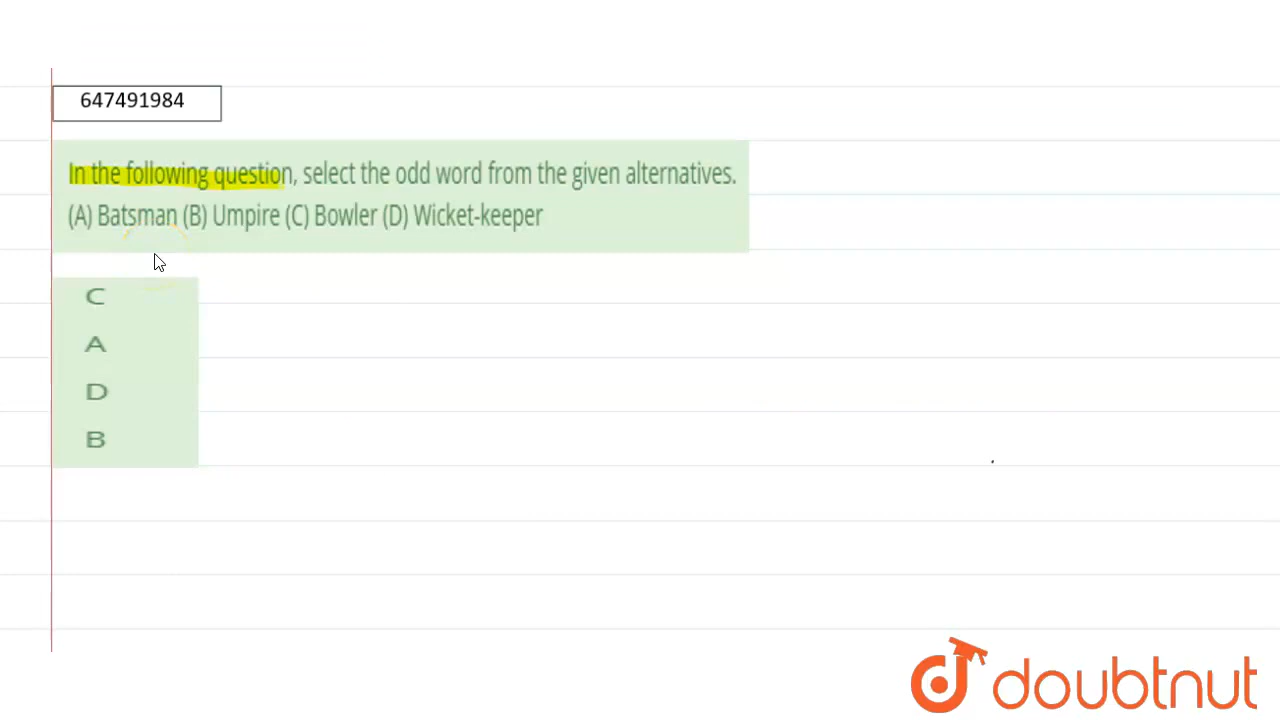 647491984
In the following question, select the odd word from the given alternatives.
(A) Batsman (B) Umpire (C) Bowler (D) Wicket-keeper
C
A
D
B
doubtnut